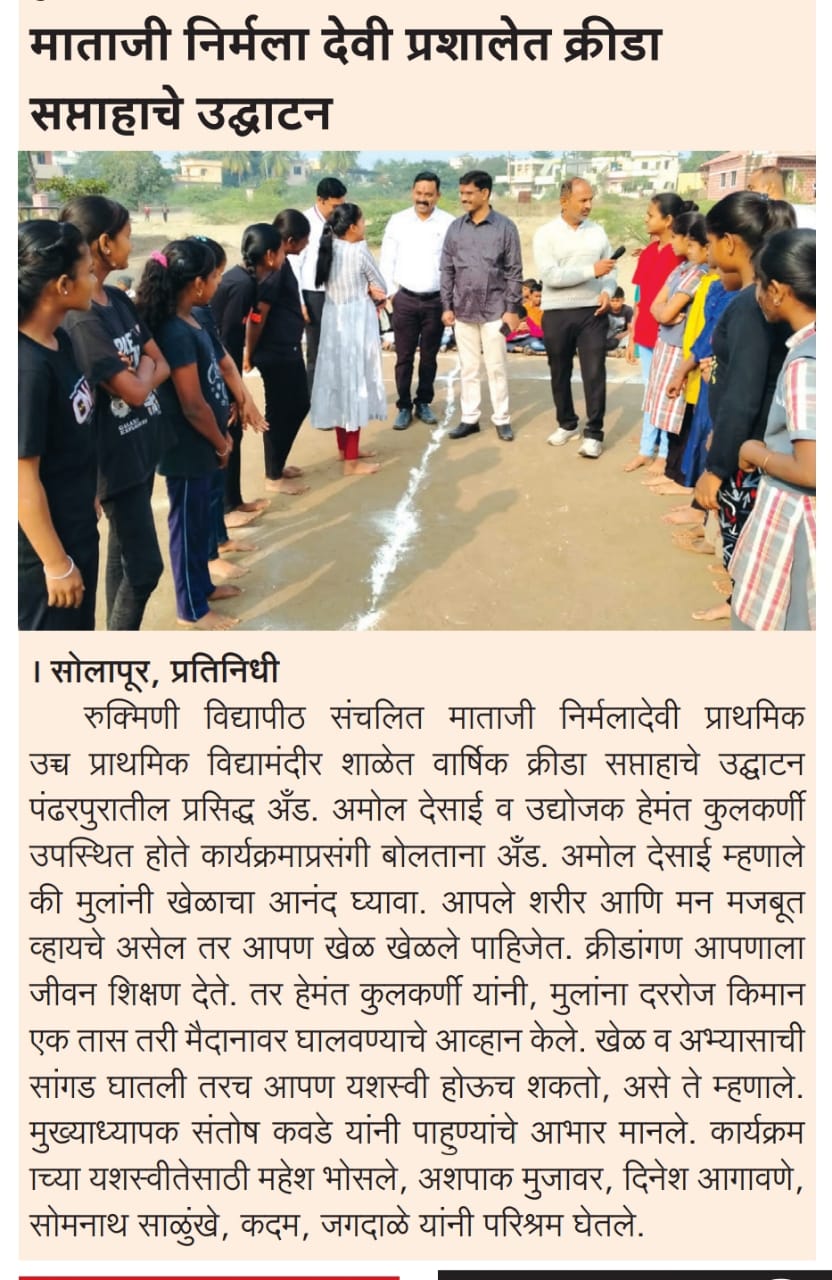 माताजी निर्मला देवी प्रशालेत क्रीडा
सप्ताहाचे उद्घाटन
। सोलापूर, प्रतिनिधी
रुक्मिणी विद्यापीठ संचलित माताजी निर्मलादेवी प्राथमिक
उच्च प्राथमिक विद्यामंदीर शाळेत वार्षिक क्रीडा सप्ताहाचे उद्घाटन
पंढरपुरातील प्रसिद्ध अँड. अमोल देसाई व उद्योजक हेमंत कुलकर्णी
उपस्थित होते कार्यक्रमाप्रसंगी बोलताना अँड. अमोल देसाई म्हणाले
की मुलांनी खेळाचा आनंद घ्यावा. आपले शरीर आणि मन मजबूत
व्हायचे असेल तर आपण खेळ खेळले पाहिजेत. क्रीडांगण आपणाला
जीवन शिक्षण देते. तर हेमंत कुलकर्णी यांनी, मुलांना दररोज किमान
एक तास तरी मैदानावर घालवण्याचे आव्हान केले. खेळ व अभ्यासाची
सांगड घातली तरच आपण यशस्वी होऊच शकतो, असे ते म्हणाले.
मुख्याध्यापक संतोष कवडे यांनी पाहुण्यांचे आभार मानले. कार्यक्रम
ाच्या यशस्वीतेसाठी महेश भोसले, अशपाक मुजावर, दिनेश आगावणे,
सोमनाथ साळुंखे, कदम, जगदाळे यांनी परिश्रम घेतले.